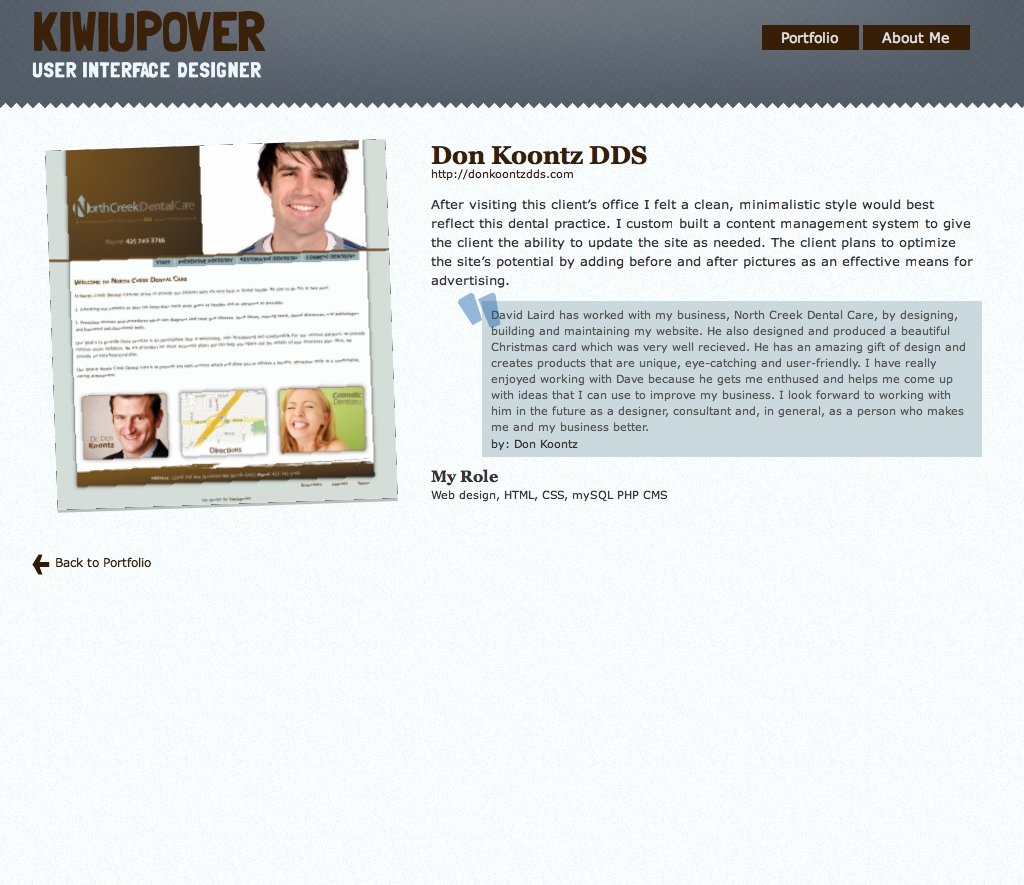 KIWIUPOVER
USER INTERFACE DESIGNER
Portfolio
About Me
Don Koontz DDS
http://donkoontzdds.com
After visiting this client’s office I felt a clean, minimalistic style would best
reflect this dental practice. I custom built a content management system to give
the client the ability to update the site as needed. The client plans to optimize
the site’s potential by adding before and after pictures as an effective means for
advertising.
David Laird has worked with my business, North Creek Dental Care, by designing,
building and maintaining my website. He also designed and produced a beautiful
Christmas card which was very well recieved. He has an amazing gift of design and
creates products that are unique, eye-catching and user-friendly. I have really
enjoyed working with Dave because he gets me enthused and helps me come up
with ideas that I can use to improve my business. I look forward to working with
him in the future as a designer, consultant and, in general, as a person who makes
me and my business better.
by: Don Koontz
My Role
Web design, HTML, CSS, mySQL PHP CMS
NorthCreekDentalCare
Phone: 425 745 3766
STAFF PREVENTIVE DENTISTRY RESTORATIVE DENTISTRY COSMETIC DENTISTRY
WELCOME TO NORTH CREEK DENTAL CARE
Dr. Don
Koontz
Directions
Cosmetic
Dentistry
Back to Portfolio